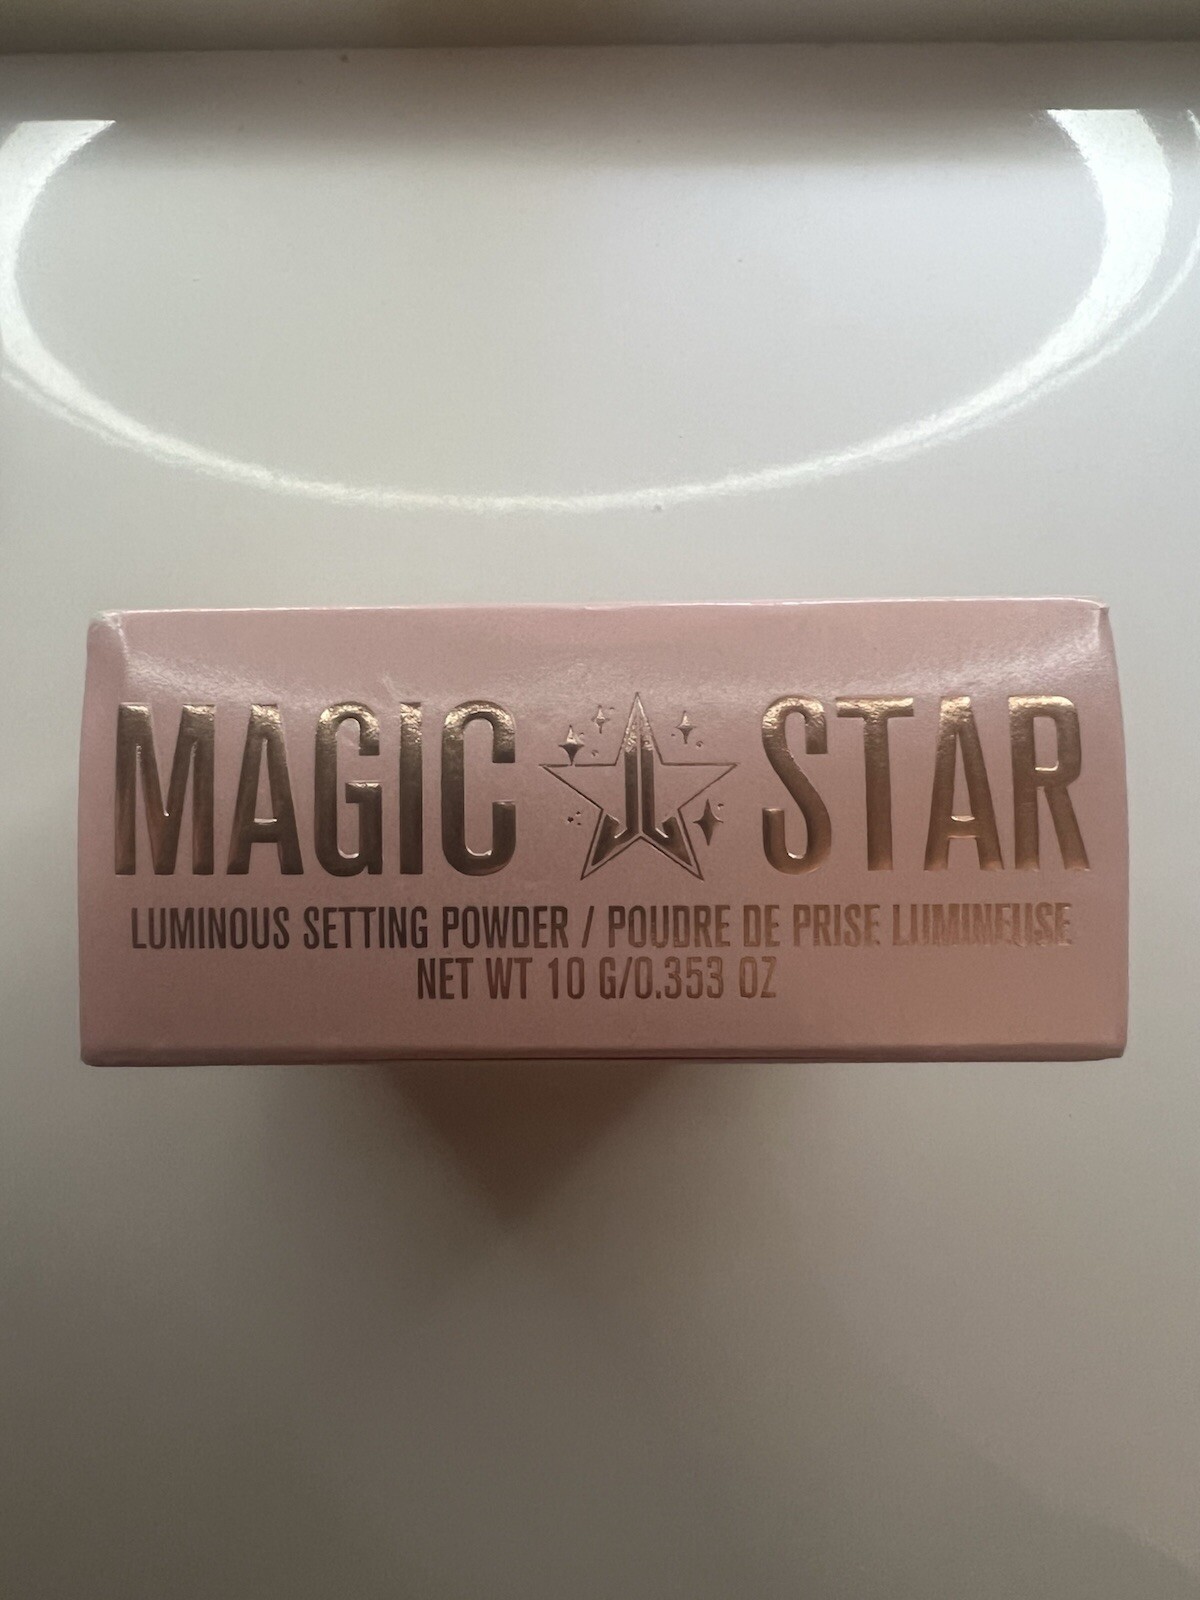 MAGIC STAR
LUMINOUS SETTING POWDER / POUDRE DE PRISE LUMINEUSE
NET WT 10 G/0.353 OZ